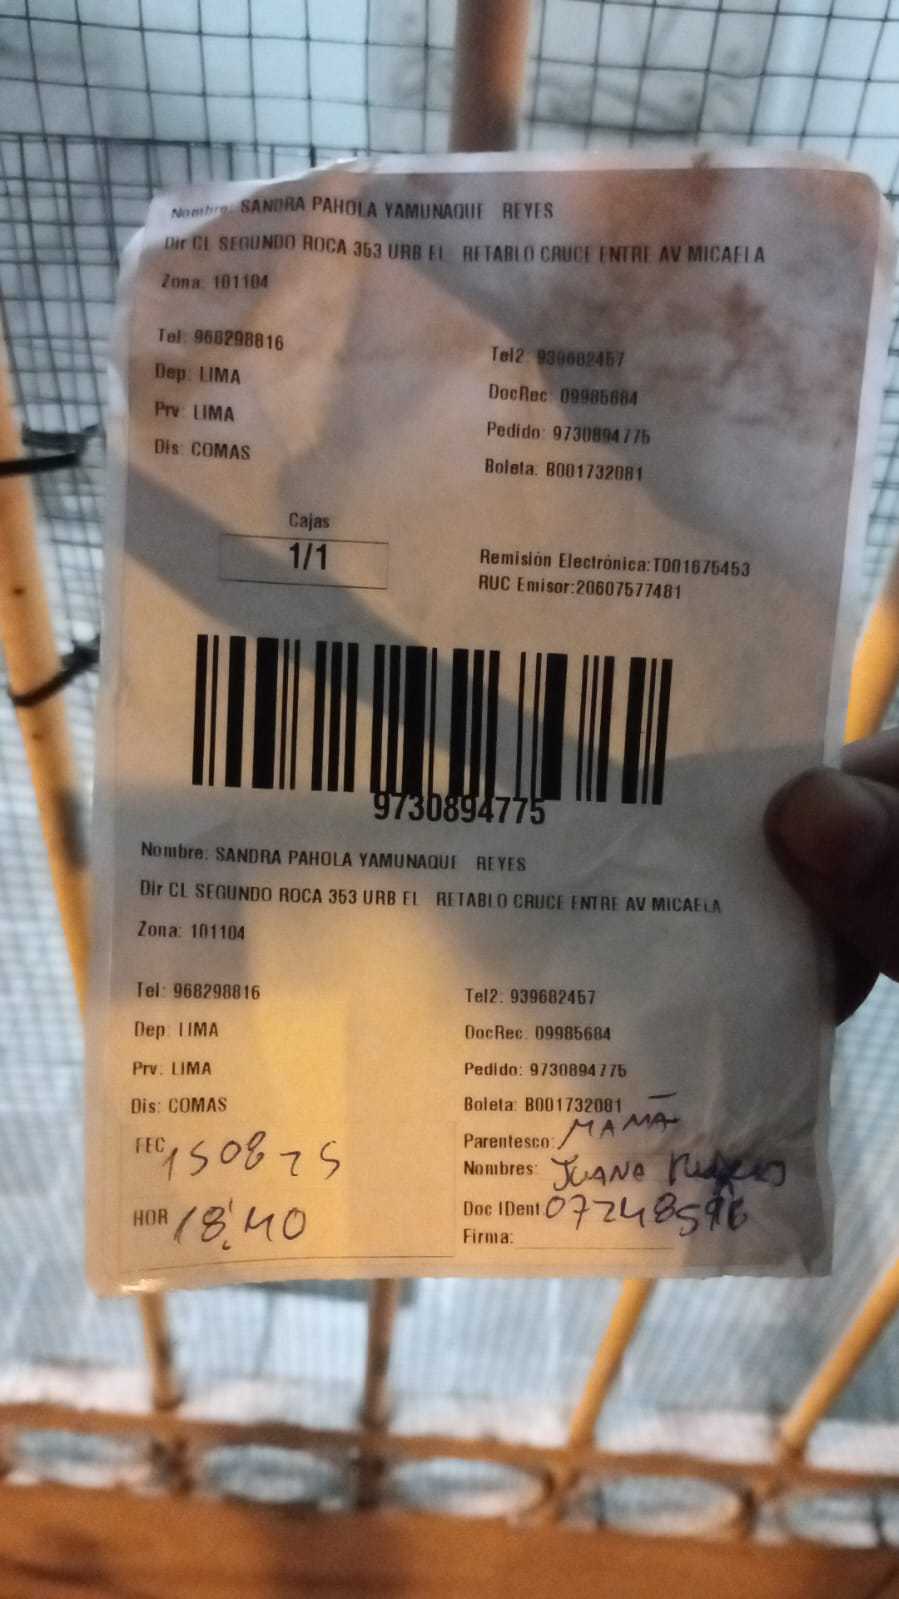 Nombre: SANDRA PAHOLA YAMUNAQUE REYES
Dir CL SEGUNDO ROCA 353 URB EL RETABLO CRUCE ENTRE AV MICAELA
Zona: 101104
Tel: 968298816 Tel2: 939682457
Dep: LIMA DocRec: 09985684
Prv: LIMA Pedido: 9730894775
Dis: COMAS Boleta: B001732081
Cajas
1/1
Remisión Electrónica:T001675453
RUC Emisor:20607577481
9730894775
Nombre: SANDRA PAHOLA YAMUNAQUE REYES
Dir CL SEGUNDO ROCA 353 URB EL RETABLO CRUCE ENTRE AV MICAELA
Zona: 101104
Tel: 968298816 Tel2: 939682457
Dep: LIMA DocRec: 09985684
Prv: LIMA Pedido: 9730894775
Dis: COMAS Boleta: B001732081
FEC 150825 Parentesco: MAMÁ
Nombres: JUANA
HOR 18:40 Doc IDent
Firma: